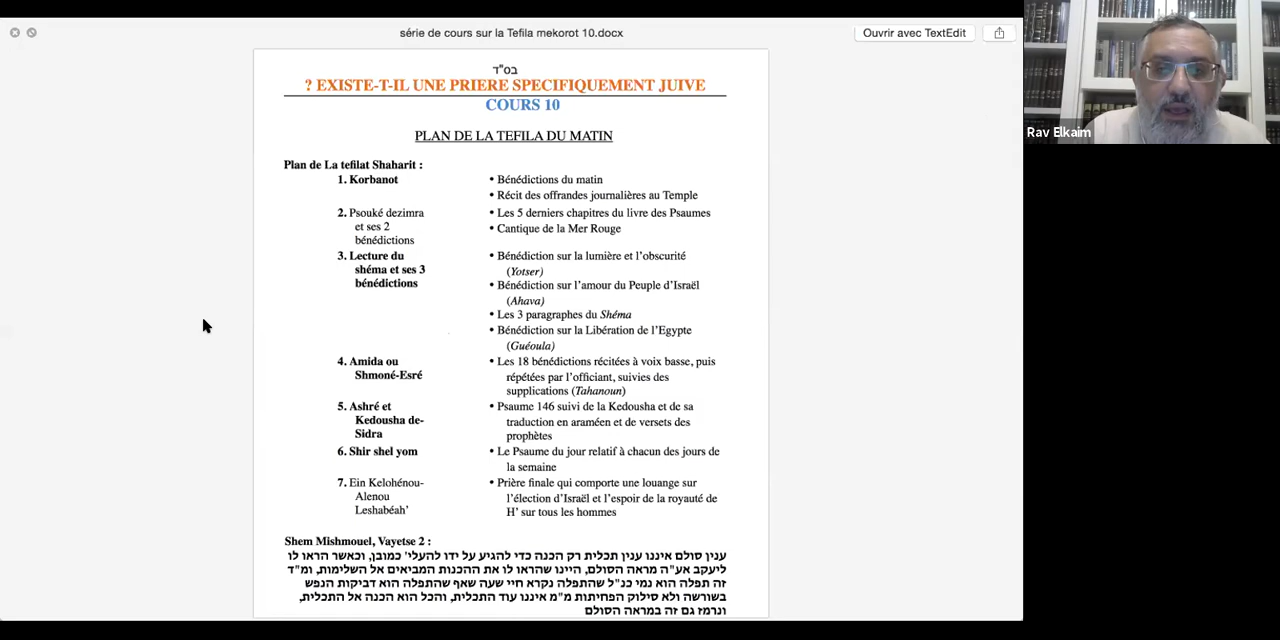 série de cours sur la Tefila mekorot 10.docx
Ouvrir avec TextEdit
Rav Elkaim
בס"ד
? EXISTE-T-IL UNE PRIERE SPECIFIQUEMENT JUIVE
COURS 10
PLAN DE LA TEFILA DU MATIN
Plan de La tefilat Shaharit :
1. Korbanot
• Bénédictions du matin
• Récit des offrandes journalières au Temple
2. Psouké dezimra
et ses 2
bénédictions
• Les 5 derniers chapitres du livre des Psaumes
• Cantique de la Mer Rouge
3. Lecture du
shéma et ses 3
bénédictions
• Bénédiction sur la lumière et l'obscurité
(Yotser)
• Bénédiction sur l'amour du Peuple d'Israël
(Ahava)
• Les 3 paragraphes du Shéma
• Bénédiction sur la Libération de l'Egypte
(Guéoula)
4. Amida ou
Shmoné-Esré
• Les 18 bénédictions récitées à voix basse, puis
répétées par l'officiant, suivies des
supplications (Tahanoun)
5. Ashré et
Kedousha de-
Sidra
• Psaume 146 suivi de la Kedousha et de sa
traduction en araméen et de versets des
prophètes
6. Shir shel yom
• Le Psaume du jour relatif à chacun des jours de
la semaine
7. Ein Kelohénou-
Alenou
Leshabéah'
• Prière finale qui comporte une louange sur
l'élection d'Israël et l'espoir de la royauté de
H' sur tous les hommes
Shem Mishmouel, Vayetse 2 :
ענין סולם איננו ענין תכלית רק הכנה כדי להגיע על ידו להעלי' כמובן, וכאשר הראו לו
ליעקב אע"ה מראה הסולם, היינו שהראו לו את ההכנות המביאים אל השלימות, ומ"ד
זה תפלה הוא נמי כנ"ל שהתפלה נקרא חיי שעה שאף שהתפלה הוא דביקות הנפש
בשורשה ולא סילוק הפחיתות מ"מ איננו עוד התכלית, והכל הוא הכנה אל התכלית,
ונרמז גם זה במראה הסולם